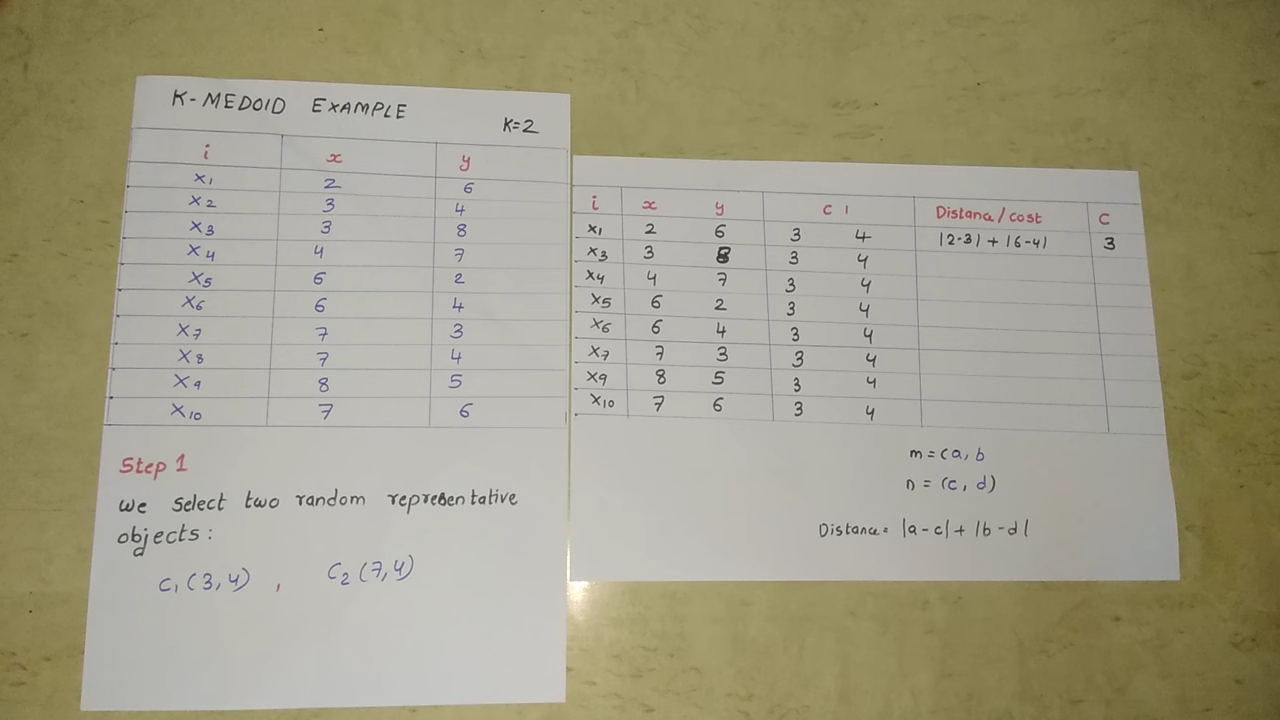 K-MEDOID EXAMPLE
K=2
i x y
X1 2 6
X2 3 4
X3 3 8
X4 4 7
X5 6 2
X6 6 4
X7 7 3
X8 7 4
X9 8 5
X10 7 6
Step 1
we select two random representative
objects:
C1(3,4) , C2(7,4)
i x y C1 Distance/cost C
X1 2 6 3 4 |2-3|+|6-4| 3
X3 3 8 3 4
X4 4 7 3 4
X5 6 2 3 4
X6 6 4 3 4
X7 7 3 3 4
X9 8 5 3 4
X10 7 6 3 4
m=(a,b
n=(c,d)
Distance= |a-c|+|b-d|